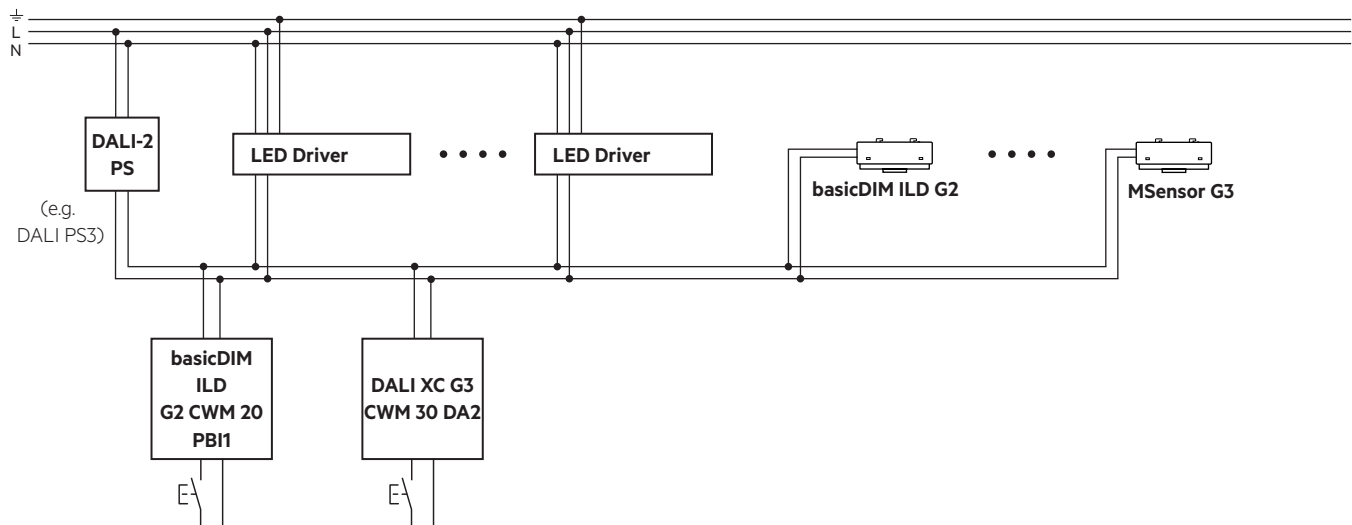 L
N
DALI-2
PS
(e.g.
DALI PS3)
LED Driver
LED Driver
basicDIM ILD G2
MSensor G3
basicDIM
ILD
G2 CWM 20
PBI1
DALI XC G3
CWM 30 DA2